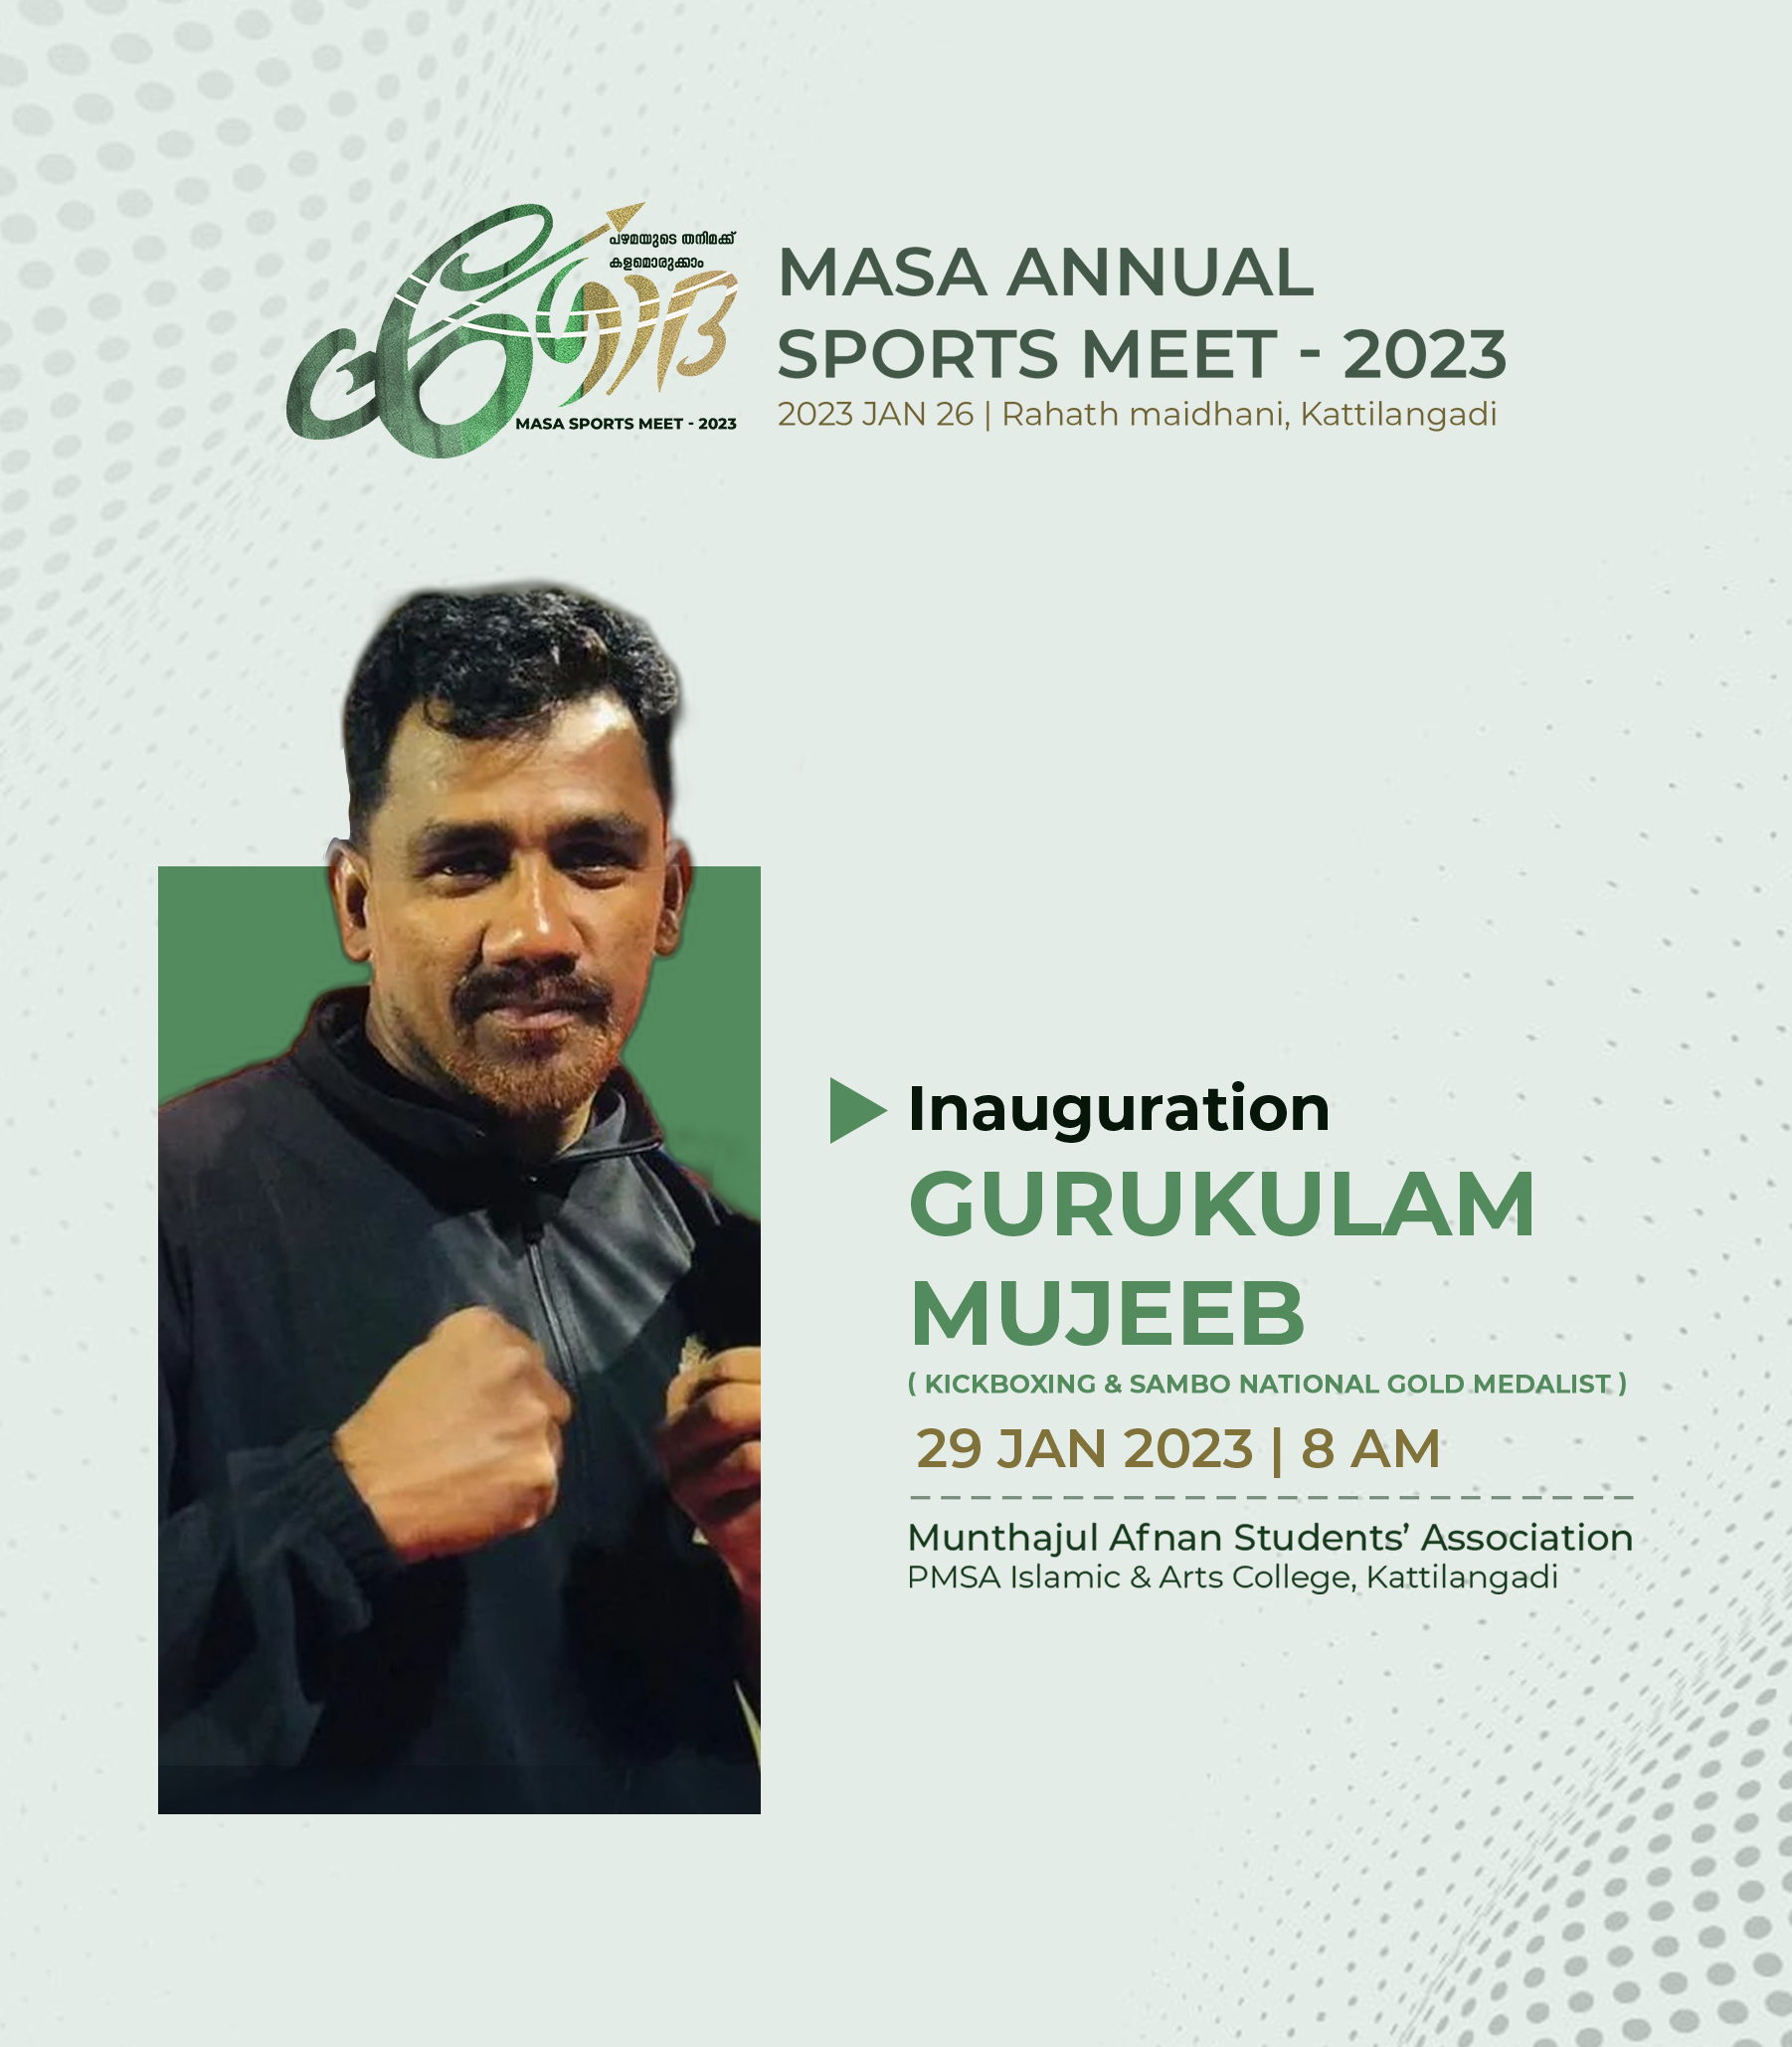 പഴമയുടെ തനിമക്ക്
കളമൊരുക്കാം
MASA SPORTS MEET - 2023
MASA ANNUAL
SPORTS MEET - 2023
2023 JAN 26 | Rahath maidhani, Kattilangadi
Inauguration
GURUKULAM
MUJEEB
( KICKBOXING & SAMBO NATIONAL GOLD MEDALIST )
29 JAN 2023 | 8 AM
Munthajul Afnan Students’ Association
PMSA Islamic & Arts College, Kattilangadi